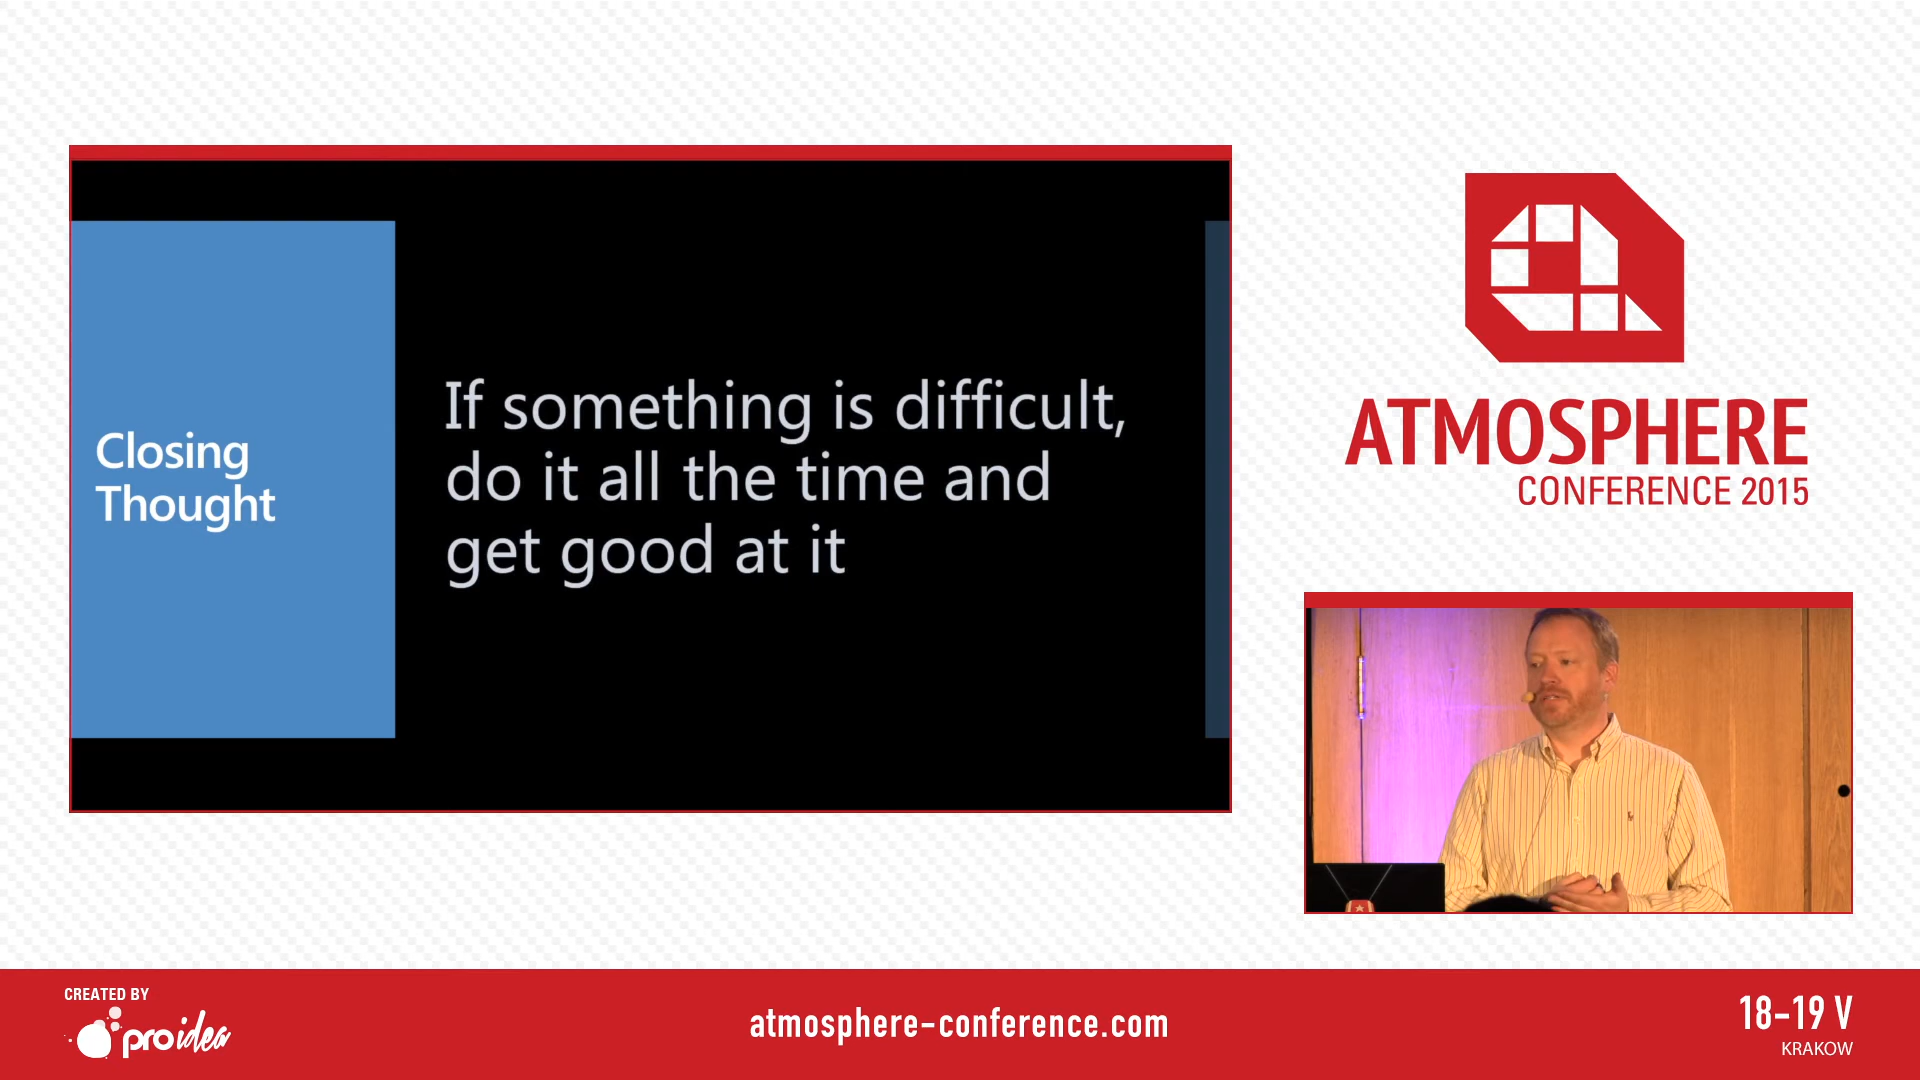 Closing
Thought
If something is difficult,
do it all the time and
get good at it
ATMOSPHERE
CONFERENCE 2015
CREATED BY
proidea
atmosphere-conference.com
18-19 V
KRAKOW